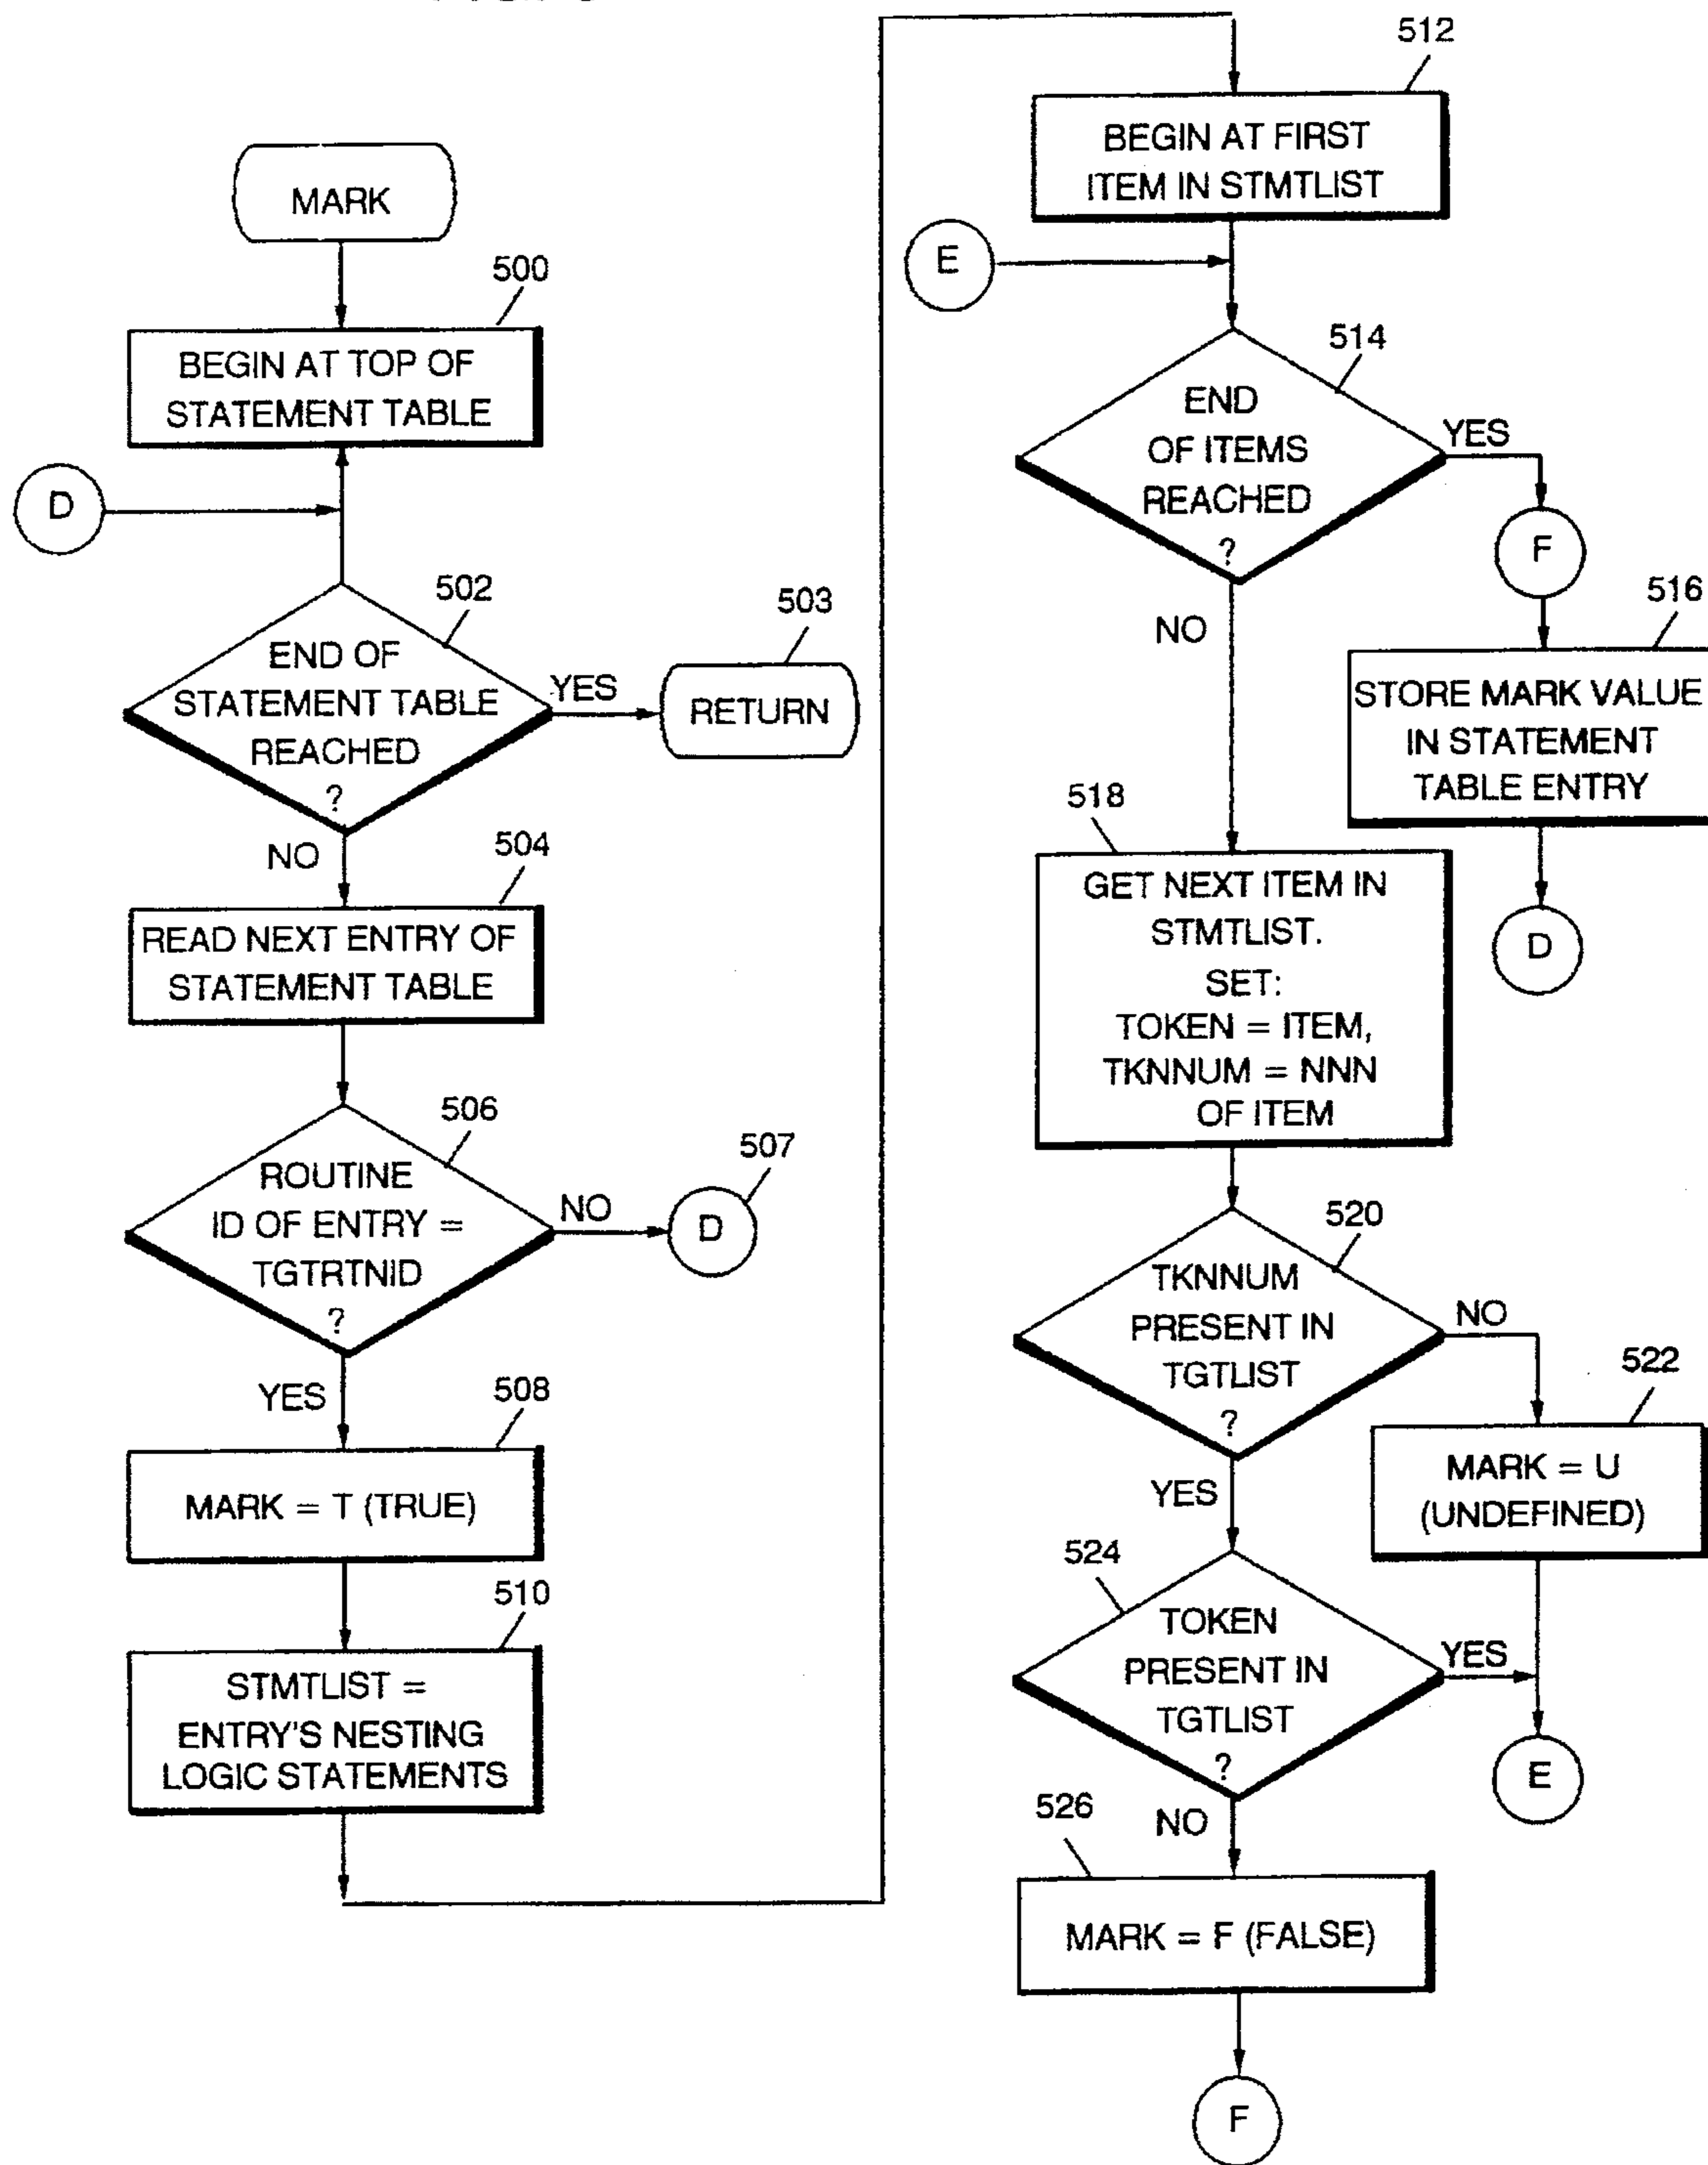 MARK
500
BEGIN AT TOP OF
STATEMENT TABLE
D
502
END OF
STATEMENT TABLE
REACHED
?
YES
503
RETURN
NO
504
READ NEXT ENTRY OF
STATEMENT TABLE
506
ROUTINE
ID OF ENTRY =
TGTRTNID
?
NO
507
D
YES
508
MARK = T (TRUE)
510
STMTLIST =
ENTRY'S NESTING
LOGIC STATEMENTS
512
BEGIN AT FIRST
ITEM IN STMTLIST
E
514
END
OF ITEMS
REACHED
?
YES
F
516
STORE MARK VALUE
IN STATEMENT
TABLE ENTRY
D
NO
518
GET NEXT ITEM IN
STMTLIST.
SET:
TOKEN = ITEM,
TKNNUM = NNN
OF ITEM
520
TKNNUM
PRESENT IN
TGTLIST
?
NO
522
MARK = U
(UNDEFINED)
YES
524
TOKEN
PRESENT IN
TGTLIST
?
YES
E
NO
526
MARK = F (FALSE)
F